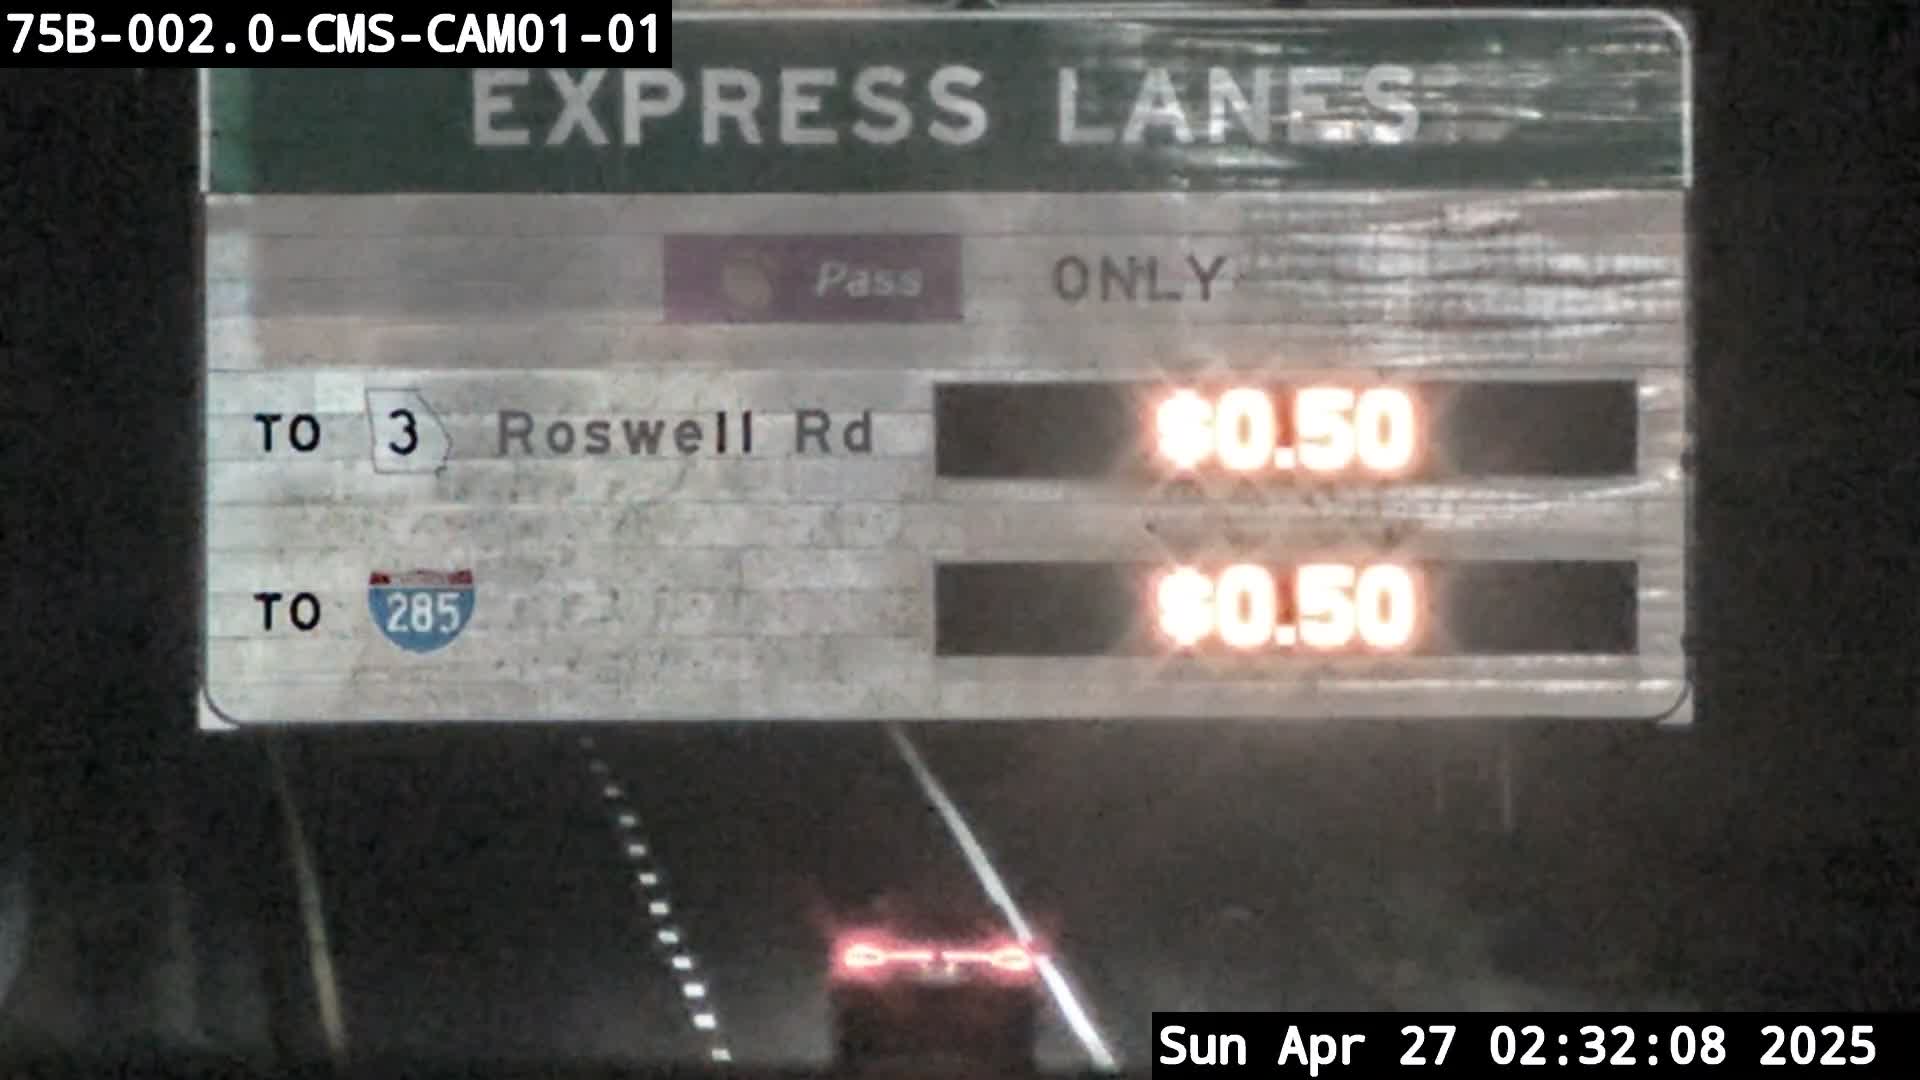 75B-002.0-CMS-CAM01-01
EXPRESS LANES
Pass ONLY
TO 3 Roswell Rd $0.50
TO 285 $0.50
Sun Apr 27 02:32:08 2025